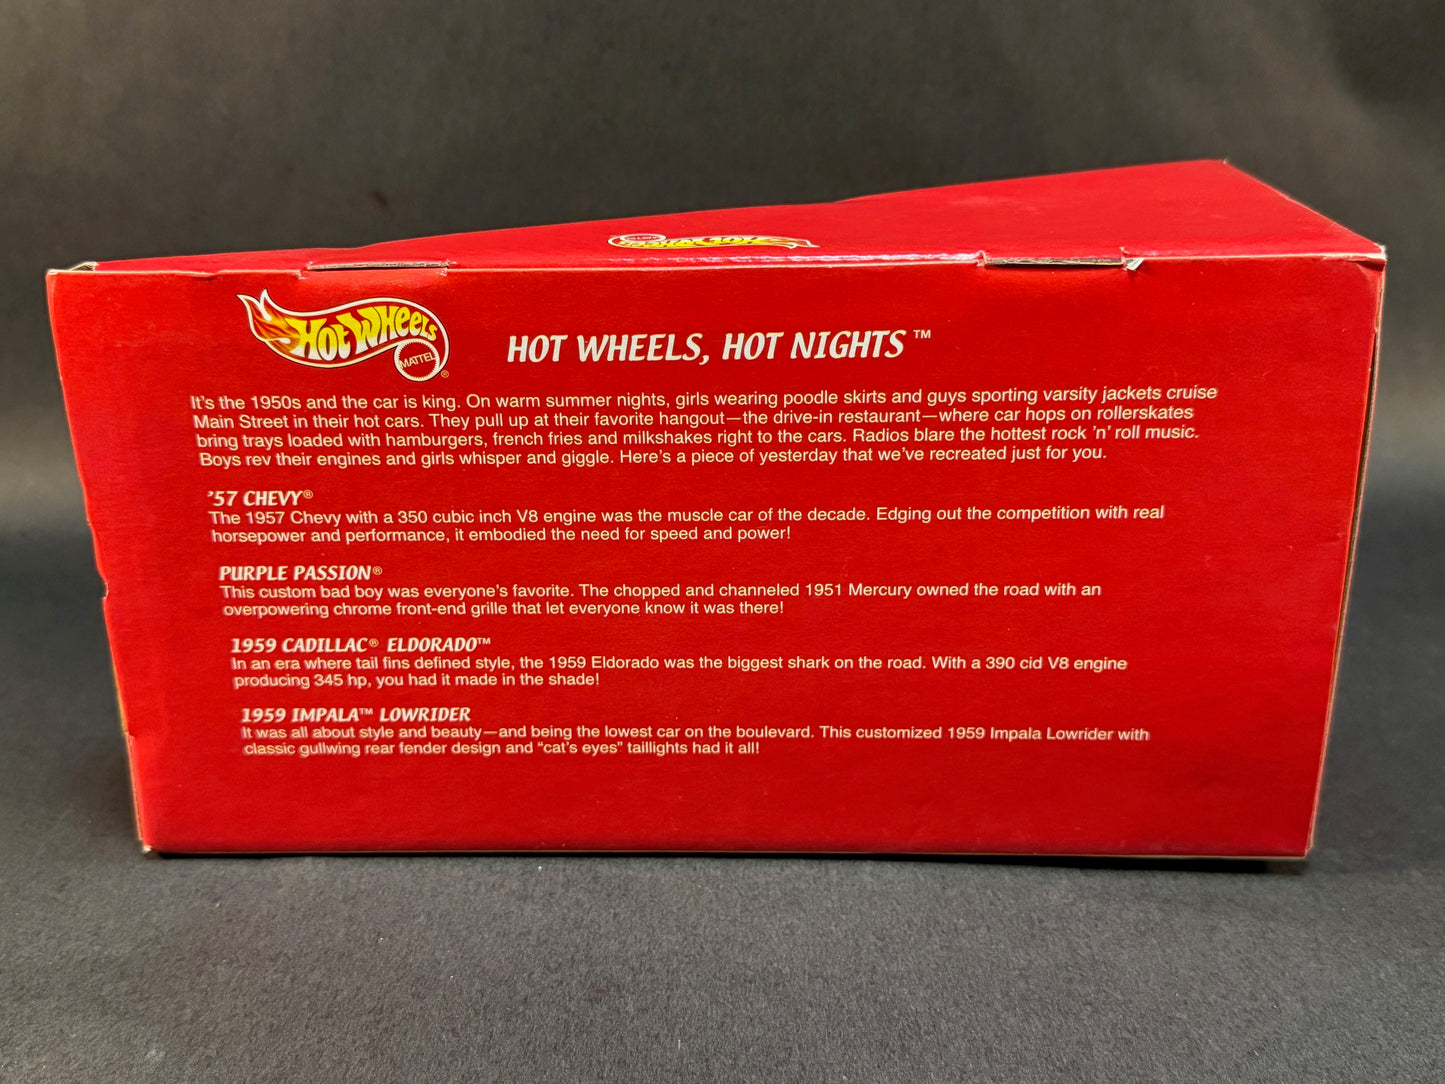 Hot Wheels
Hot Wheels
MATTEL
®
HOT WHEELS, HOT NIGHTS™
It's the 1950s and the car is king. On warm summer nights, girls wearing poodle skirts and guys sporting varsity jackets cruise
Main Street in their hot cars. They pull up at their favorite hangout—the drive-in restaurant—where car hops on rollerskates
bring trays loaded with hamburgers, french fries and milkshakes right to the cars. Radios blare the hottest rock 'n' roll music.
Boys rev their engines and girls whisper and giggle. Here's a piece of yesterday that we've recreated just for you.
'57 CHEVY®
The 1957 Chevy with a 350 cubic inch V8 engine was the muscle car of the decade. Edging out the competition with real
horsepower and performance, it embodied the need for speed and power!
PURPLE PASSION®
This custom bad boy was everyone's favorite. The chopped and channeled 1951 Mercury owned the road with an
overpowering chrome front-end grille that let everyone know it was there!
1959 CADILLAC® ELDORADO™
In an era where tail fins defined style, the 1959 Eldorado was the biggest shark on the road. With a 390 cid V8 engine
producing 345 hp, you had it made in the shade!
1959 IMPALA™ LOWRIDER
It was all about style and beauty—and being the lowest car on the boulevard. This customized 1959 Impala Lowrider with
classic gullwing rear fender design and "cat's eyes" taillights had it all!